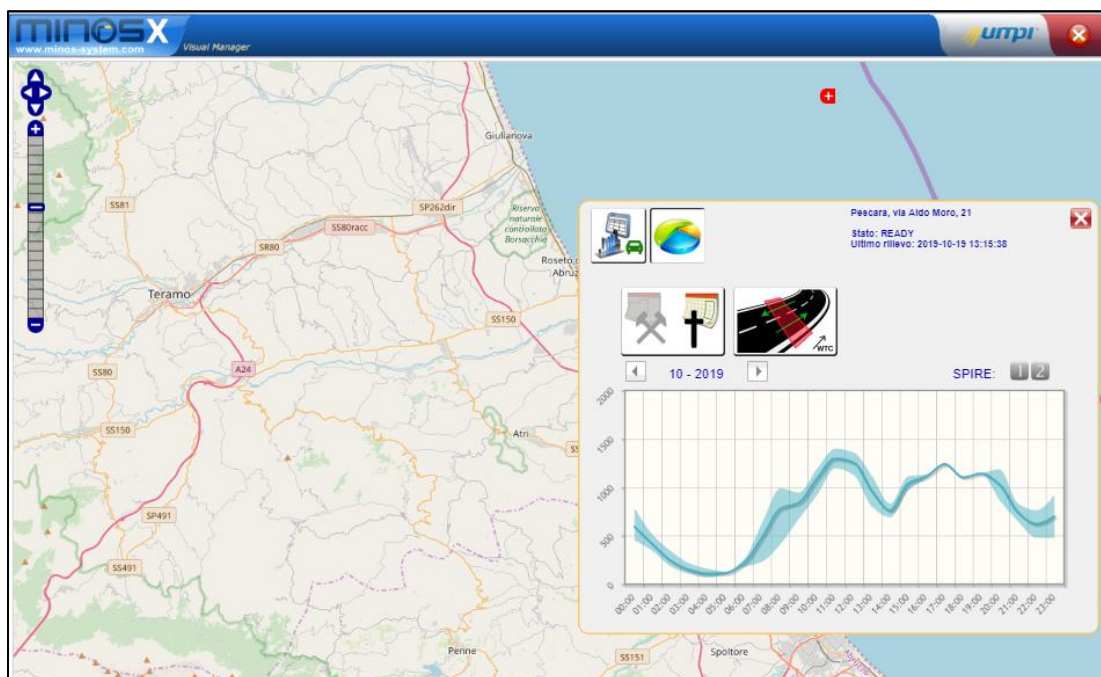 MINOSX
www.minos-system.com
Visual Manager
umpi
Giulianova
SS81
SP262dir
Riserva
naturale
controllata
Borsacchia
SS80racc
SR80
Roseto d
Abruz
Teramo
SS150
A24
SS80
SS150
Atri
SS
SP491
SS491
Penne
SS151
Spoltore
Pescara, via Aldo Moro, 21
Stato: READY
Ultimo rilievo: 2019-10-19 13:15:38
WTC
10 - 2019
SPIRE: 1 2
2000
1500
1000
500
0
00:00 01:00 02:00 03:00 04:00 05:00 06:00 07:00 08:00 09:00 10:00 11:00 12:00 13:00 14:00 15:00 16:00 17:00 18:00 19:00 20:00 21:00 22:00 23:00